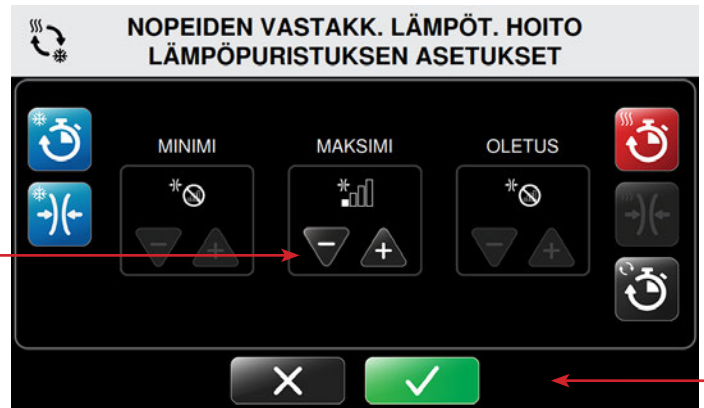 NOPEIDEN VASTAKK. LÄMPÖT. HOITO
LÄMPÖPURISTUKSEN ASETUKSET
MINIMI
MAKSIMI
OLETUS